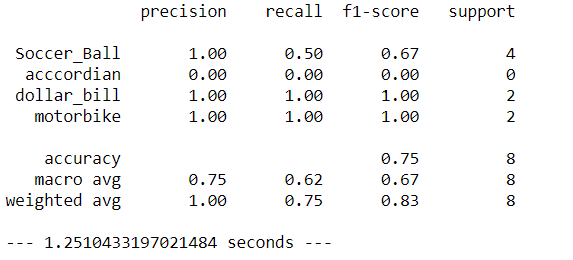 precision recall f1-score support
Soccer_Ball 1.00 0.50 0.67 4
acccordian 0.00 0.00 0.00 0
dollar_bill 1.00 1.00 1.00 2
motorbike 1.00 1.00 1.00 2
accuracy 0.75 8
macro avg 0.75 0.62 0.67 8
weighted avg 1.00 0.75 0.83 8
--- 1.2510433197021484 seconds ---